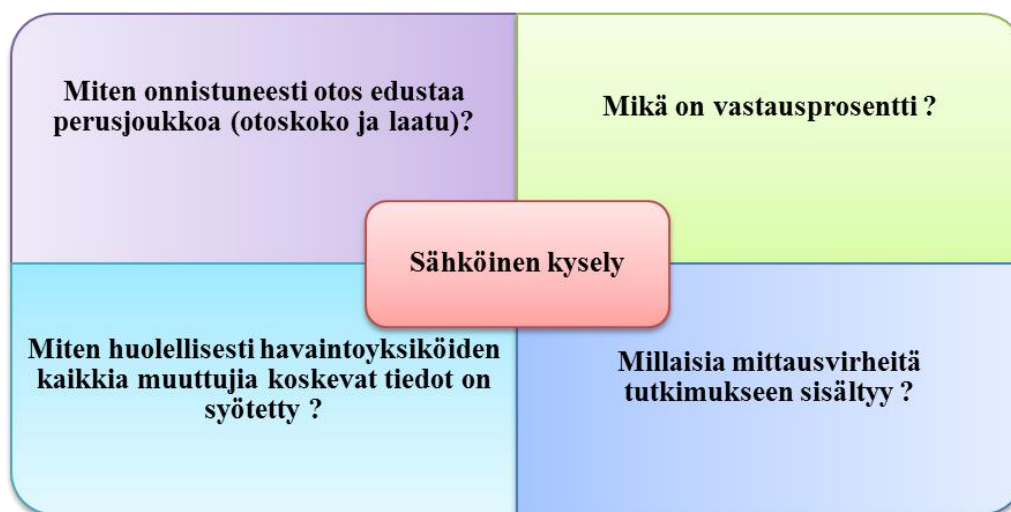 Miten onnistuneesti otos edustaa
perusjoukkoa (otoskoko ja laatu)?
Mikä on vastausprosentti ?
Sähköinen kysely
Miten huolellisesti havaintoyksiköiden
kaikkia muuttujia koskevat tiedot on
syötetty ?
Millaisia mittausvirheitä
tutkimukseen sisältyy ?